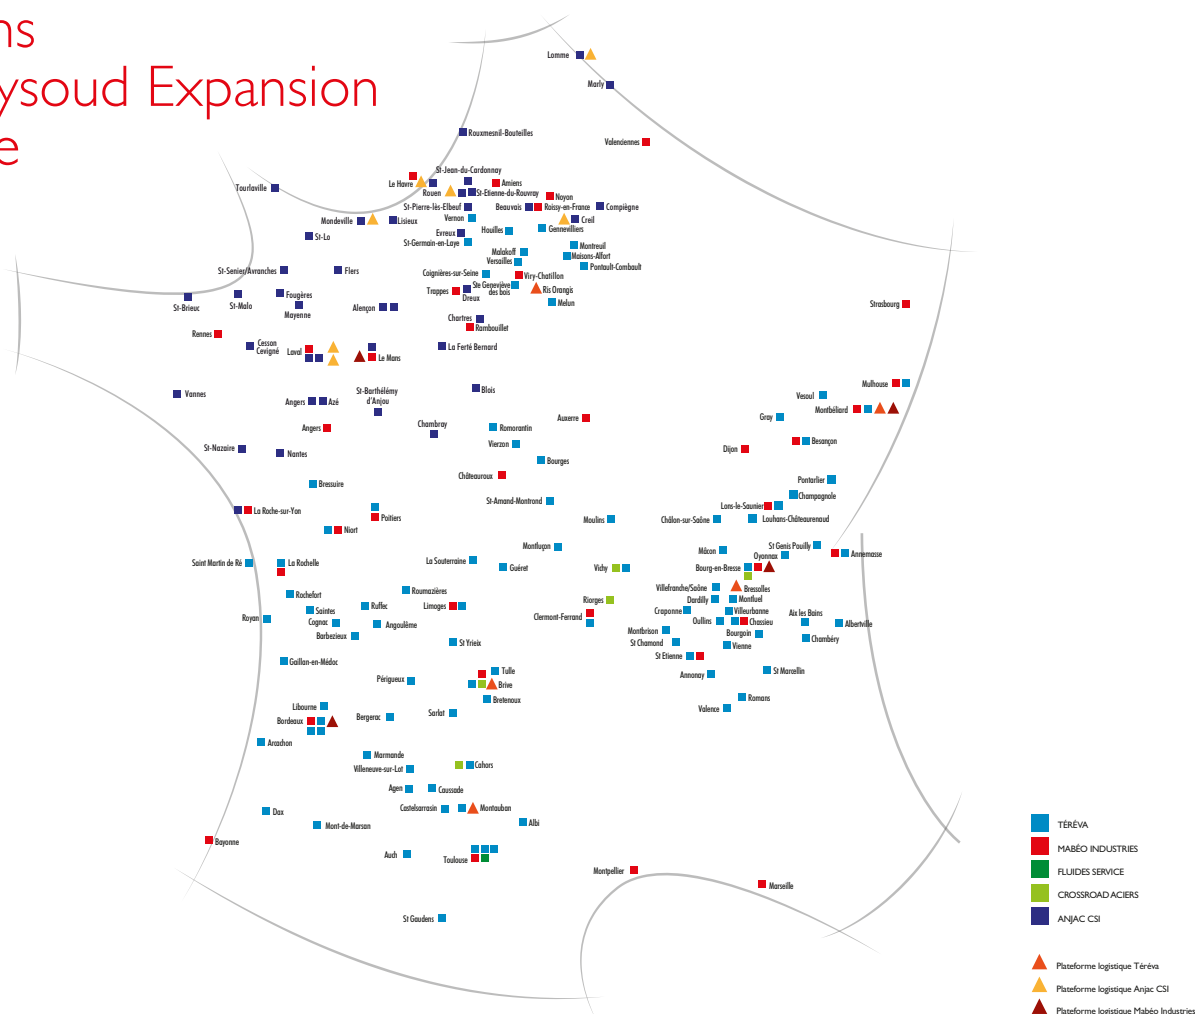 ns
ysoud Expansion
e
Lomme
Marly
Rouxmesnil-Bouteilles
Valenciennes
St-Jean-du-Cardonnay
Le Havre
Amiens
Tourlaville
Rouen
St-Etienne-du-Rouvray
Noyon
St-Pierre-lès-Elbeuf
Beauvais
Roissy-en-France
Compiègne
Mondeville
Lisieux
Vernon
Creil
Evreux
Houilles
Gennevilliers
St-Lo
St-Germain-en-Laye
Montreuil
Malakoff
Maisons-Alfort
Versailles
Pontault-Combault
St-Senier/Avranches
Flers
Coignières-sur-Seine
Viry-Chatillon
Ste Geneviève
des bois
Ris Orangis
Trappes
Dreux
Melun
Fougères
St-Brieuc
St-Malo
Mayenne
Alençon
Strasbourg
Chartres
Rambouillet
Rennes
Cesson
Cevigné
Laval
Le Mans
La Ferté Bernard
Mulhouse
Vannes
St-Barthélémy
d'Anjou
Blois
Vesoul
Angers
Azé
Montbéliard
Auxerre
Gray
Angers
Chambray
Romorantin
Besançon
St-Nazaire
Nantes
Vierzon
Dijon
Bourges
Châteauroux
Bressuire
Pontarlier
Champagnole
St-Amand-Montrond
Lons-le-Saunier
La Roche-sur-Yon
Poitiers
Moulins
Châlon-sur-Saône
Louhans-Châteaurenaud
Niort
Montluçon
Mâcon
St Genis Pouilly
Oyonnax
Annemasse
Saint Martin de Ré
La Rochelle
La Souterraine
Guéret
Vichy
Bourg-en-Bresse
Villefranche/Saône
Bressolles
Rochefort
Roumazières
Riorges
Dardilly
Montluel
Saintes
Ruffec
Limoges
Craponne
Villeurbanne
Aix les Bains
Royan
Cognac
Angoulême
Clermont-Ferrand
Oullins
Chassieu
Albertville
Barbezieux
Montbrison
Bourgoin
Chambéry
St Yrieix
St Chamond
Vienne
Gaillan-en-Médoc
St Etienne
Tulle
Annonay
St Marcellin
Périgueux
Brive
Bretenoux
Romans
Libourne
Valence
Bordeaux
Bergerac
Sarlat
Arcachon
Marmande
Villeneuve-sur-Lot
Cahors
Agen
Caussade
Dax
Castelsarrasin
Montauban
Mont-de-Marsan
Albi
Bayonne
Auch
Toulouse
Montpellier
Marseille
St Gaudens
TÉRÉVA
MABÉO INDUSTRIES
FLUIDES SERVICE
CROSSROAD ACIERS
ANJAC CSI
Plateforme logistique Téréva
Plateforme logistique Anjac CSI
Plateforme logistique Mabéo Industries